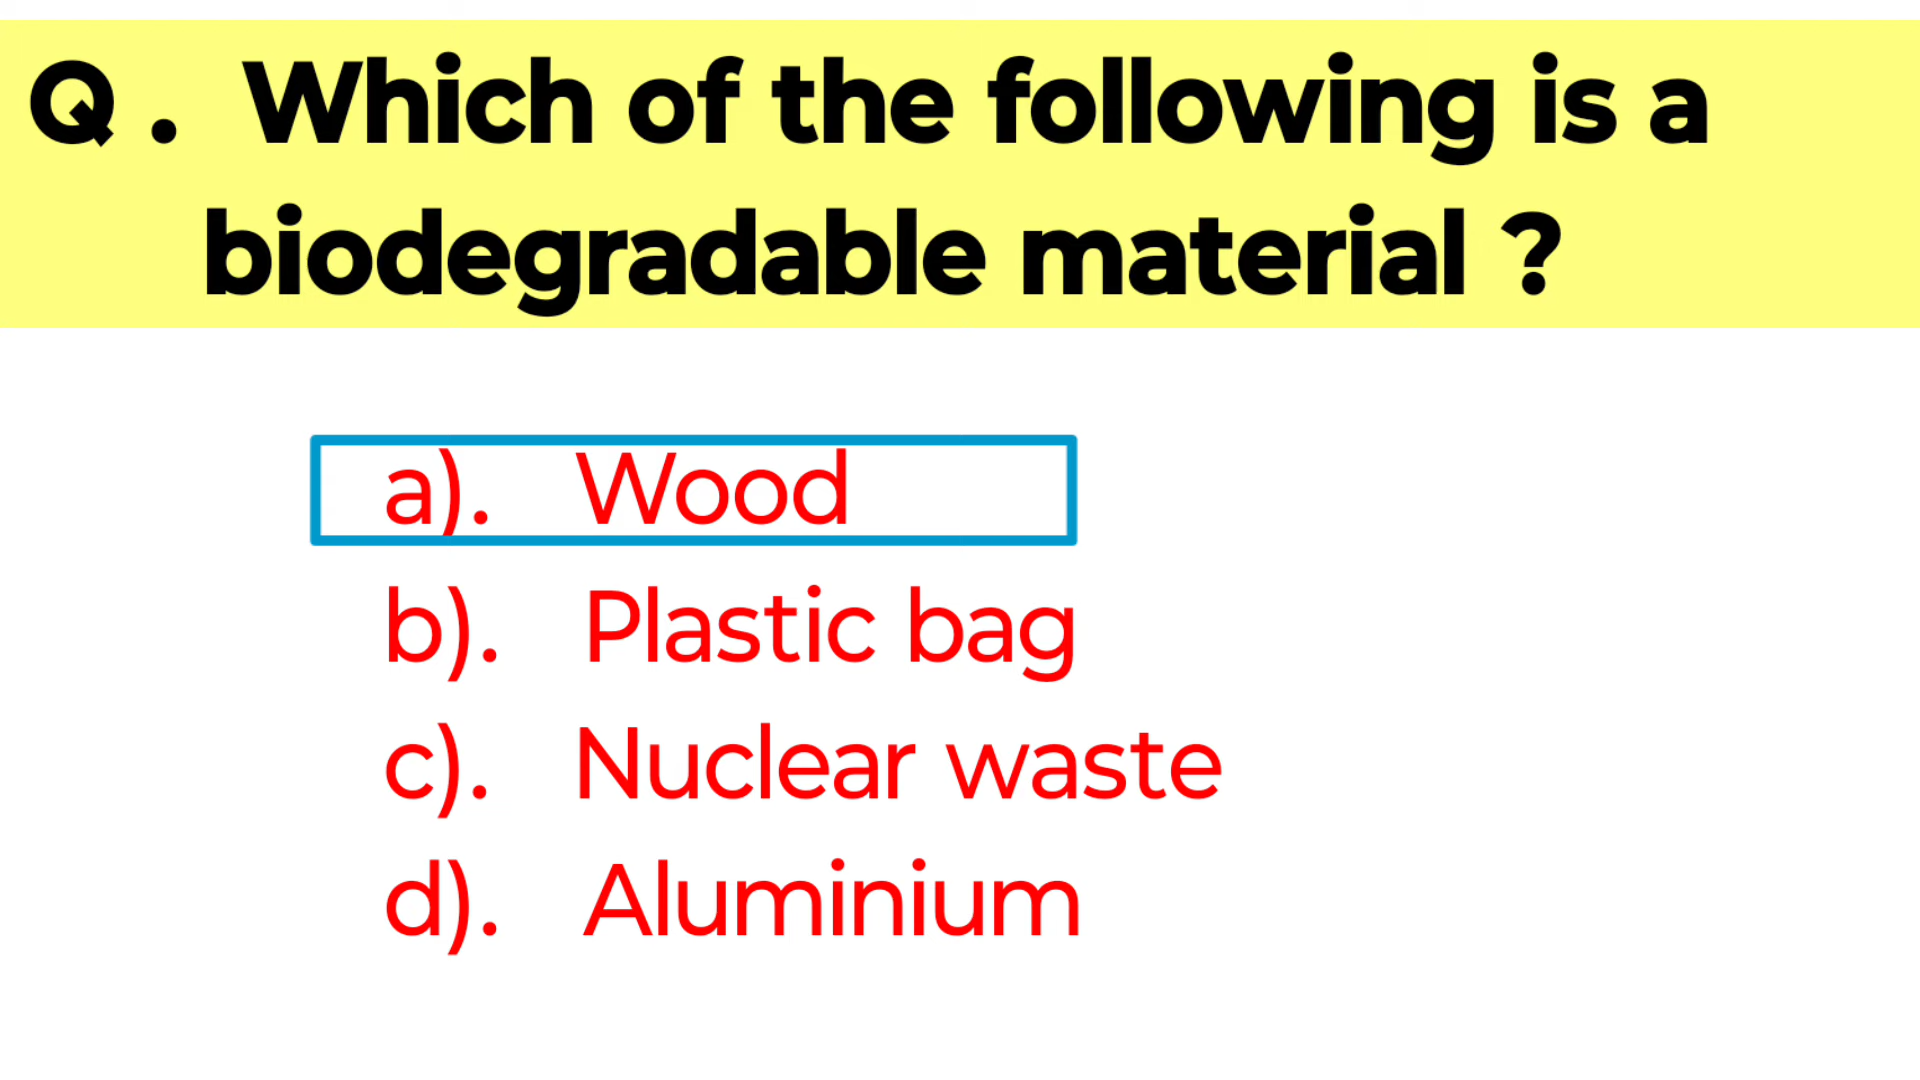 Q . Which of the following is a
biodegradable material ?
a). Wood
b). Plastic bag
c). Nuclear waste
d). Aluminium